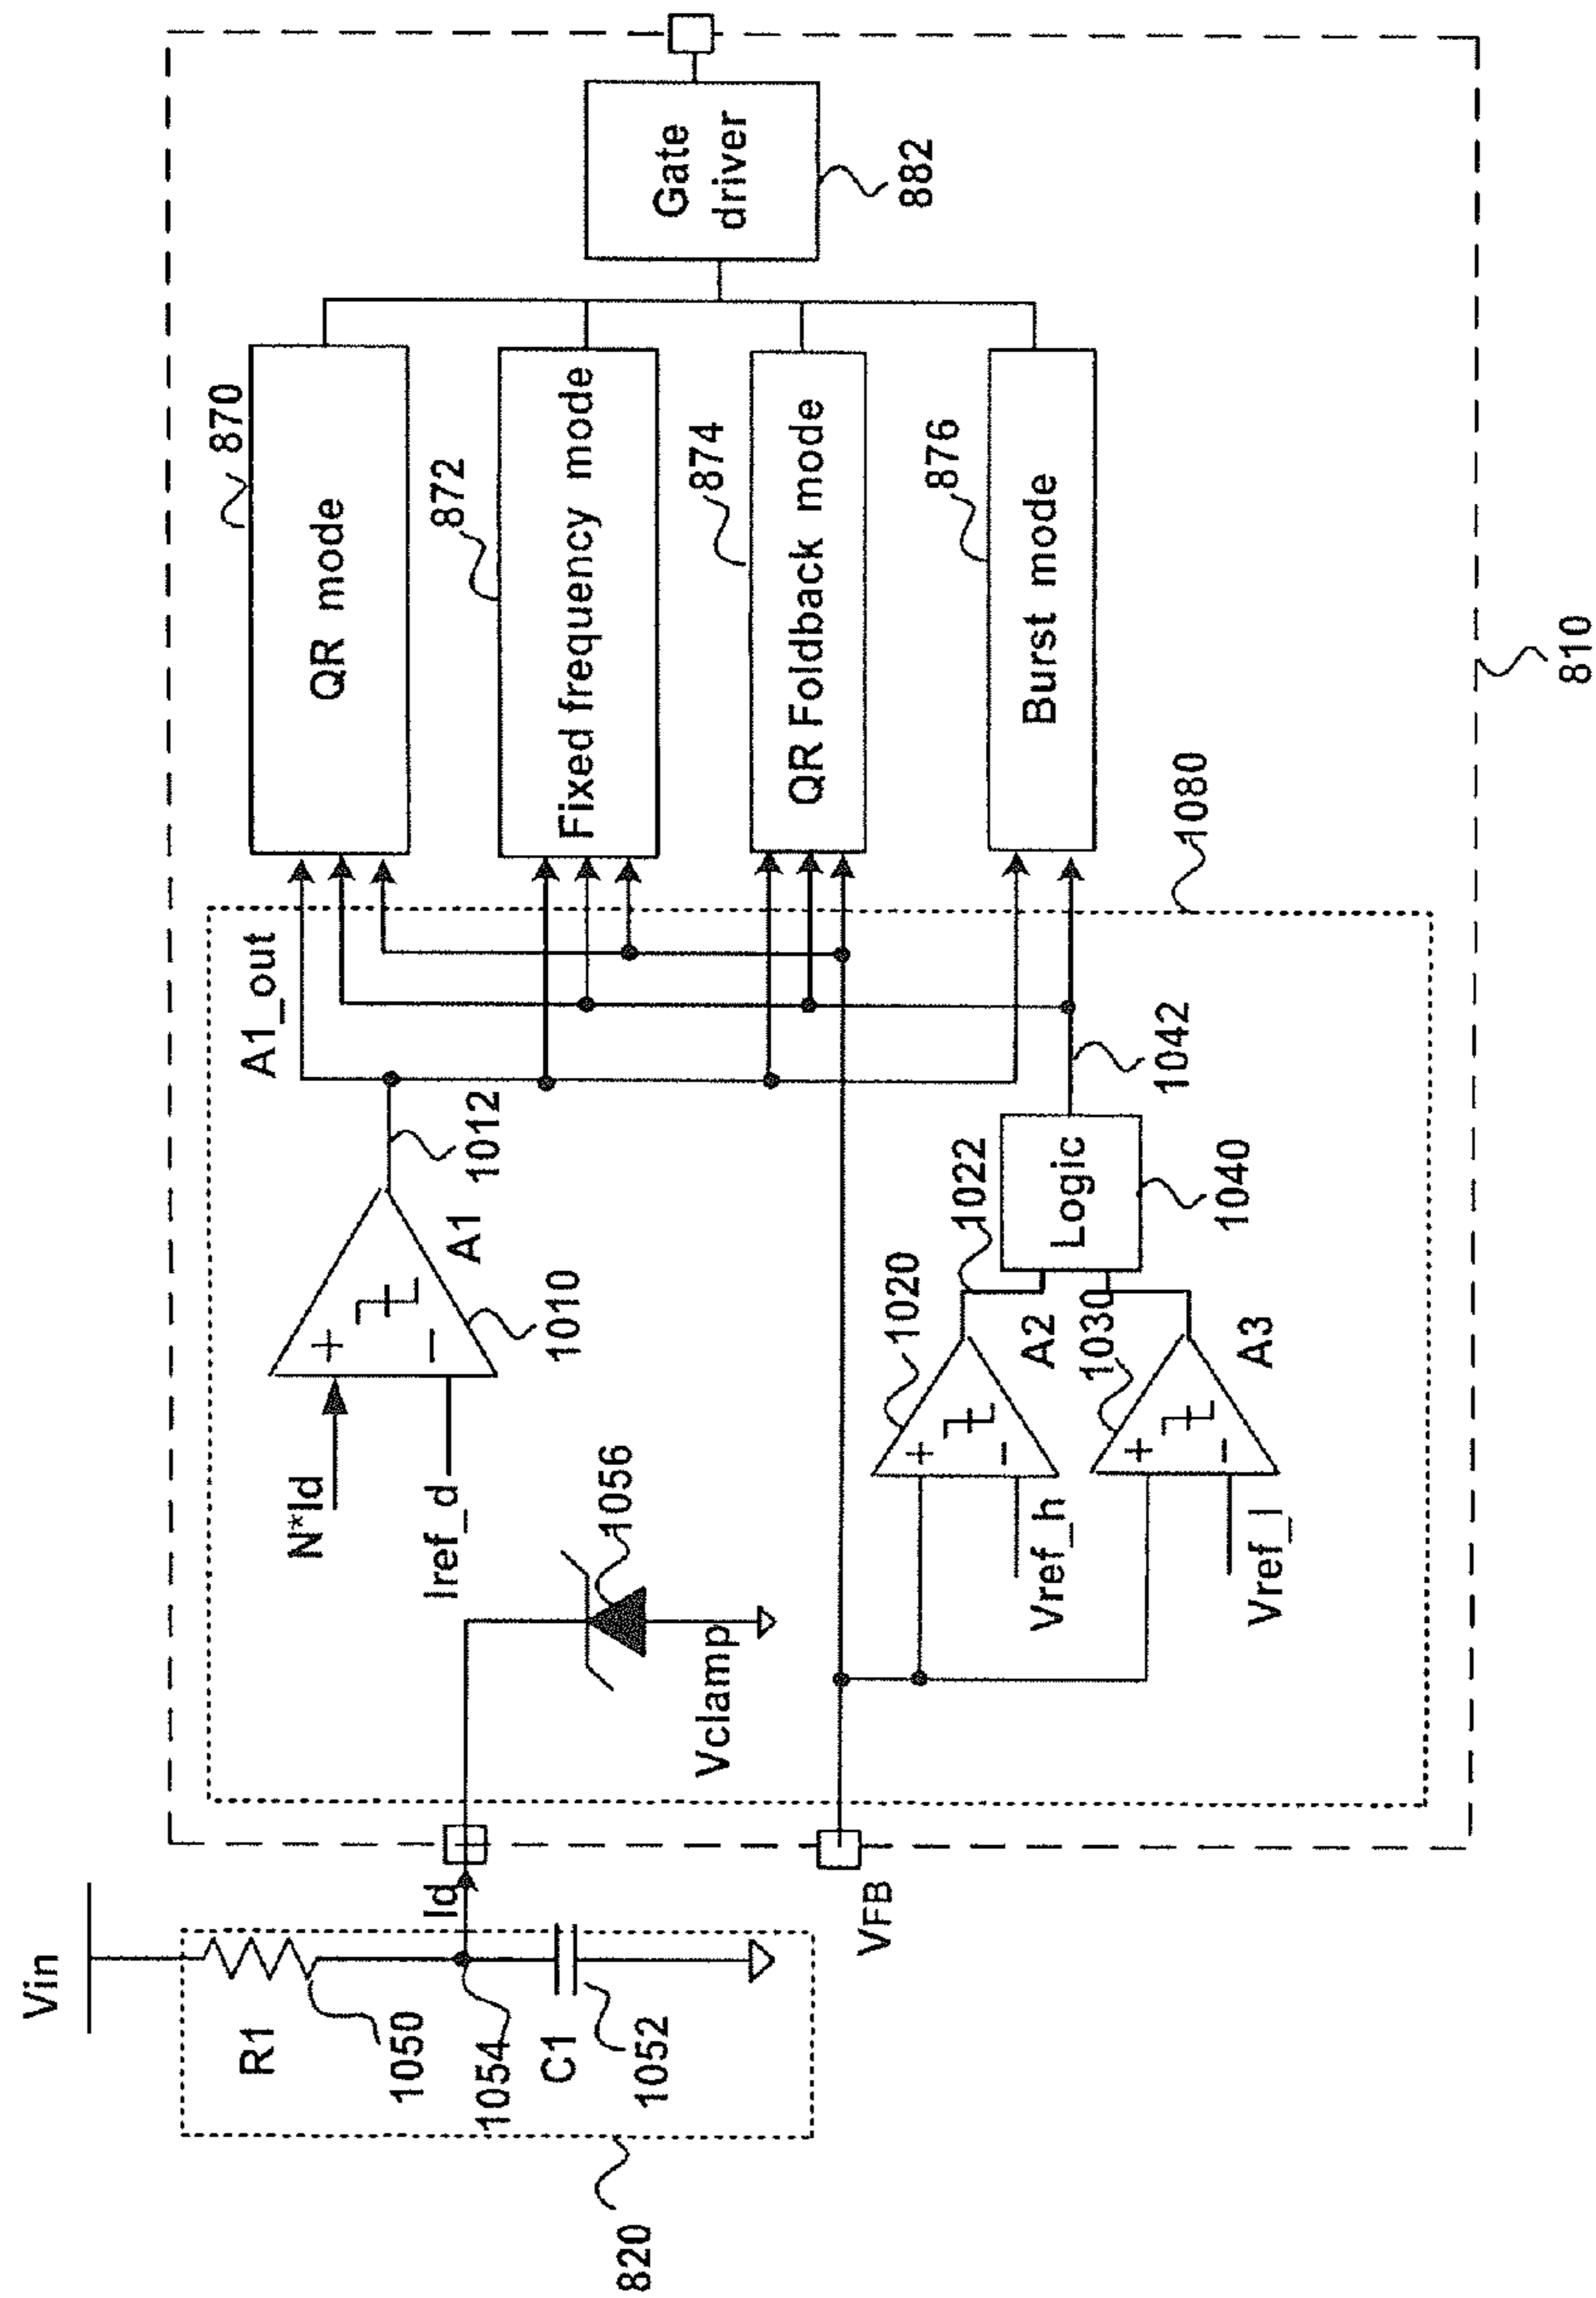 Vin
R1
1050
1054
C1
1052
820
Id
VFB
Vclamp
1056
N*Id
Iref_d
+
−
A1
1010
1012
A1_out
Vref_h
+
−
1020
A2
1022
Vref_l
+
−
1030
A3
Logic
1040
1042
1080
QR mode
870
Fixed frequency mode
872
QR Foldback mode
874
Burst mode
876
Gate
driver
882
810